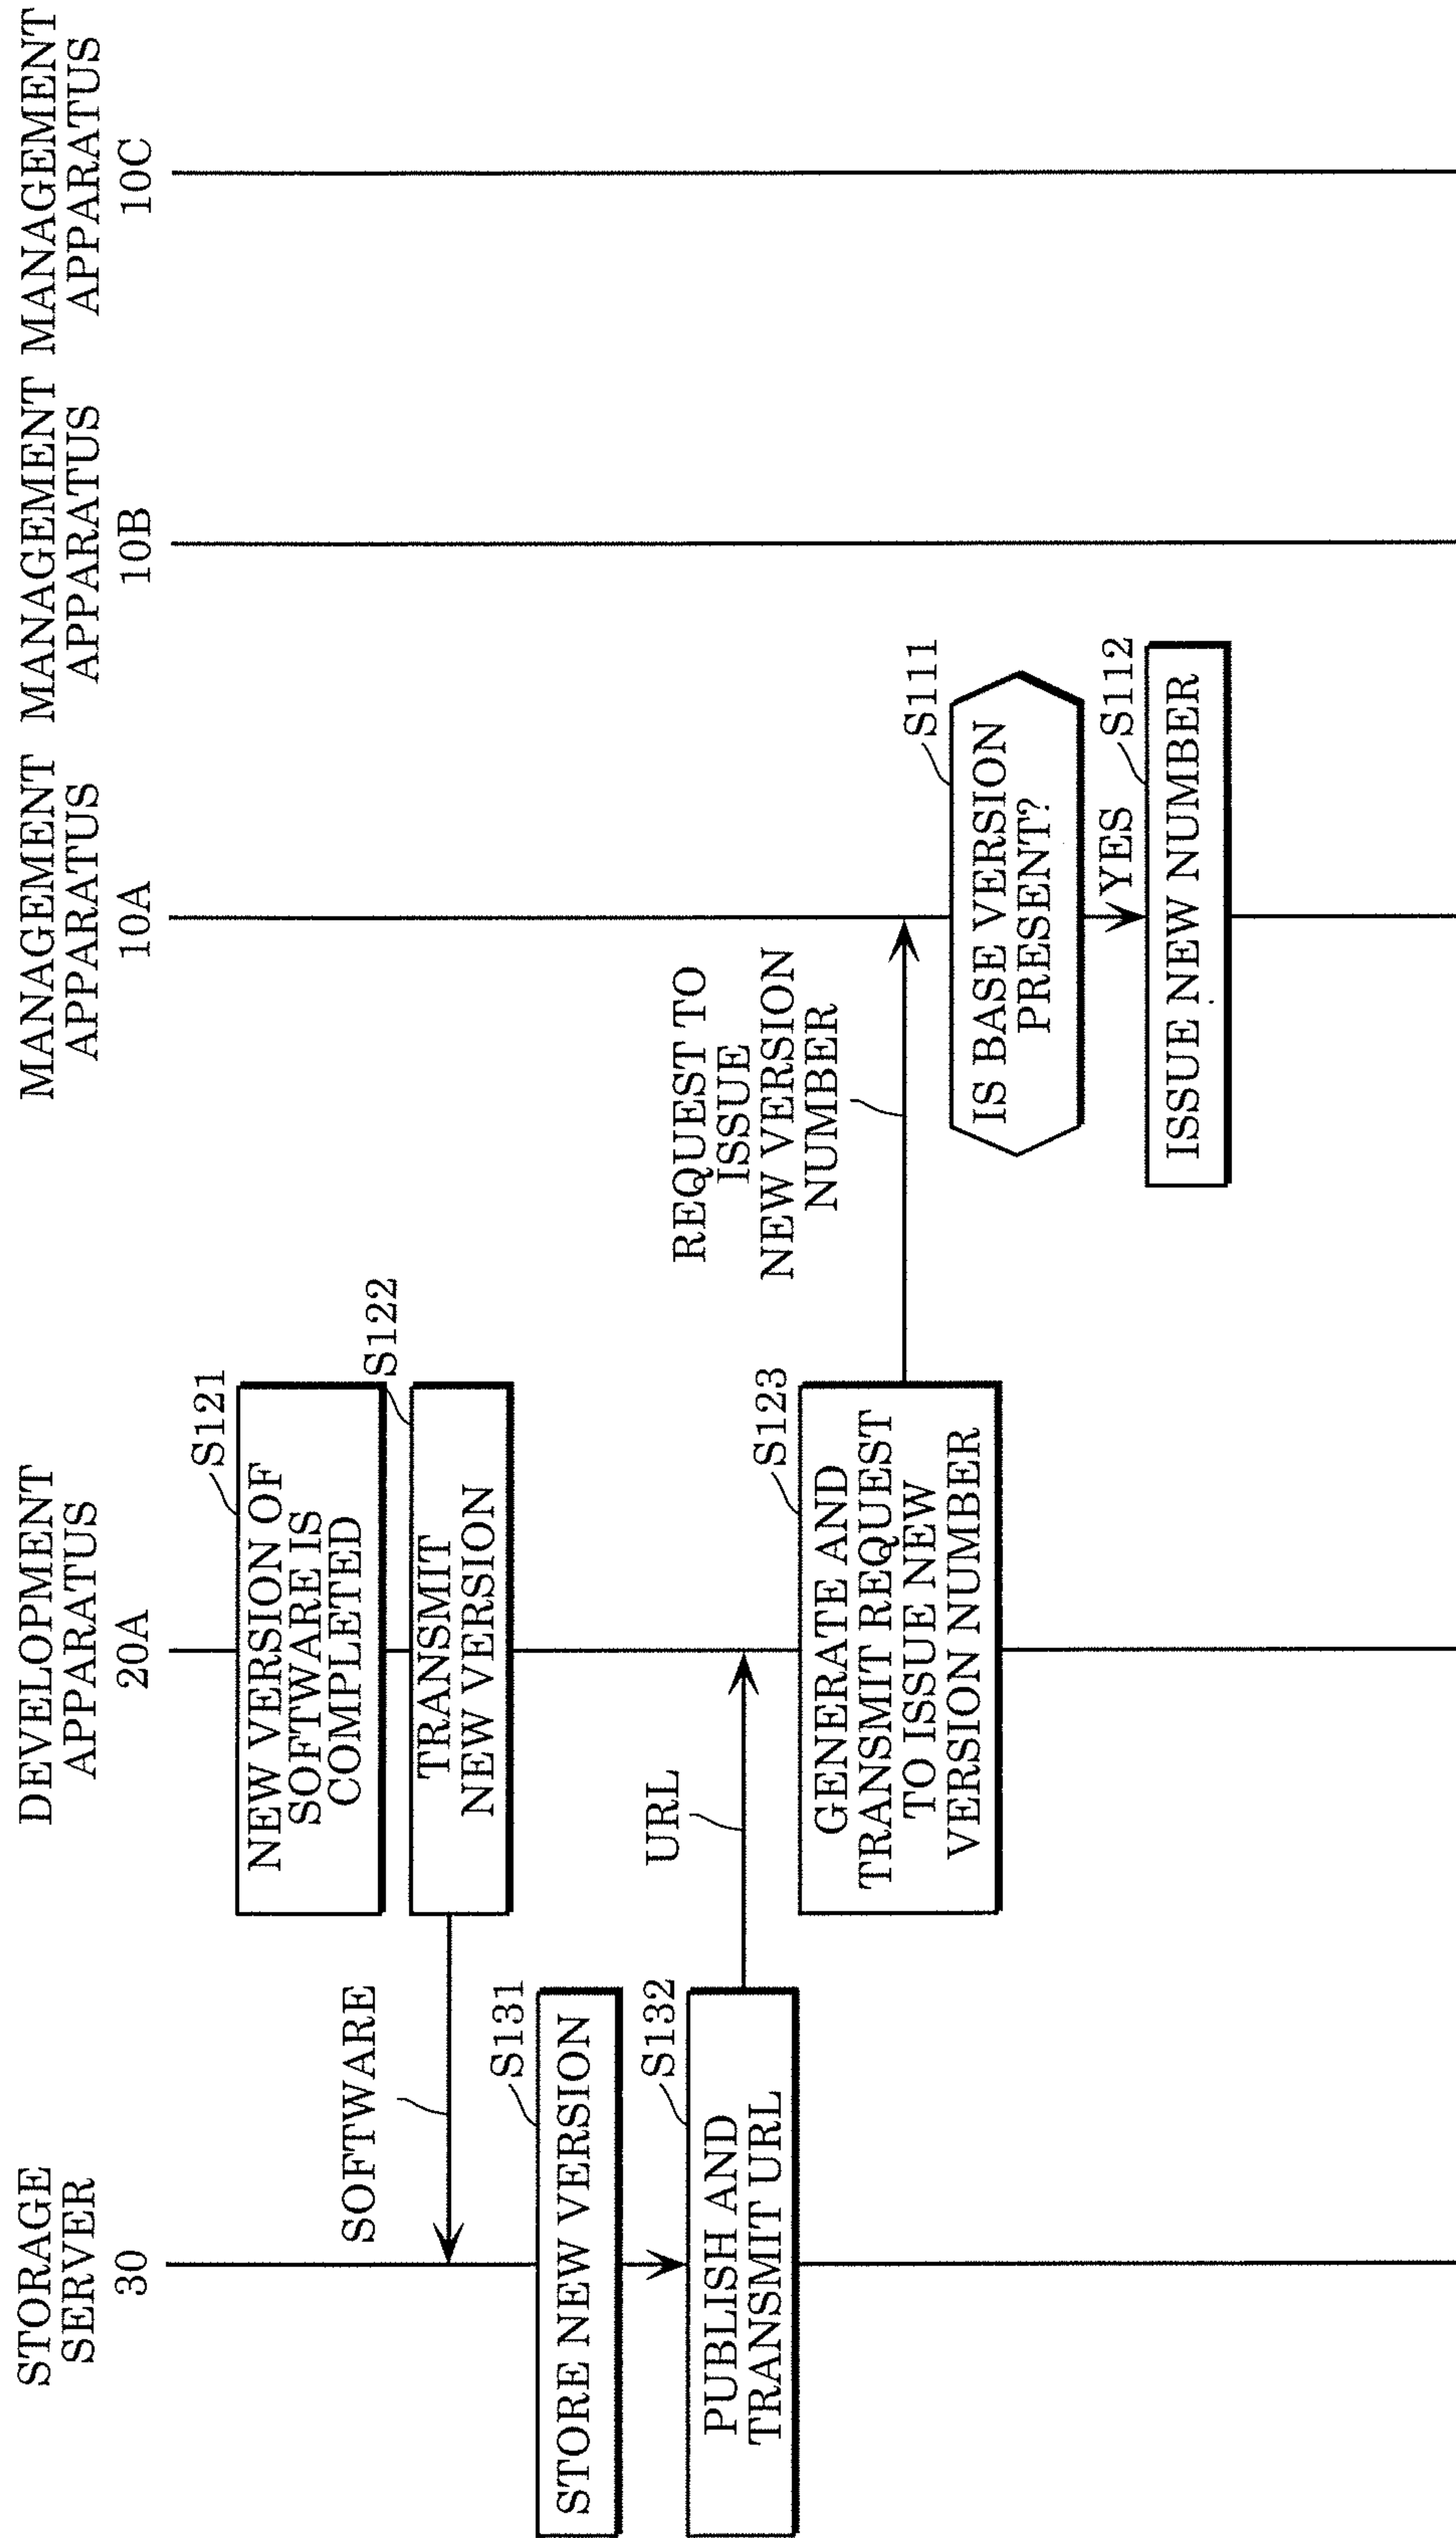 STORAGE
SERVER
30
DEVELOPMENT
APPARATUS
20A
MANAGEMENT
APPARATUS
10A
MANAGEMENT
APPARATUS
10B
MANAGEMENT
APPARATUS
10C
S121
NEW VERSION OF
SOFTWARE IS
COMPLETED
S122
TRANSMIT
NEW VERSION
SOFTWARE
S131
STORE NEW VERSION
S132
PUBLISH AND
TRANSMIT URL
URL
S123
GENERATE AND
TRANSMIT REQUEST
TO ISSUE NEW
VERSION NUMBER
REQUEST TO
ISSUE
NEW VERSION
NUMBER
S111
IS BASE VERSION
PRESENT?
YES
S112
ISSUE NEW NUMBER